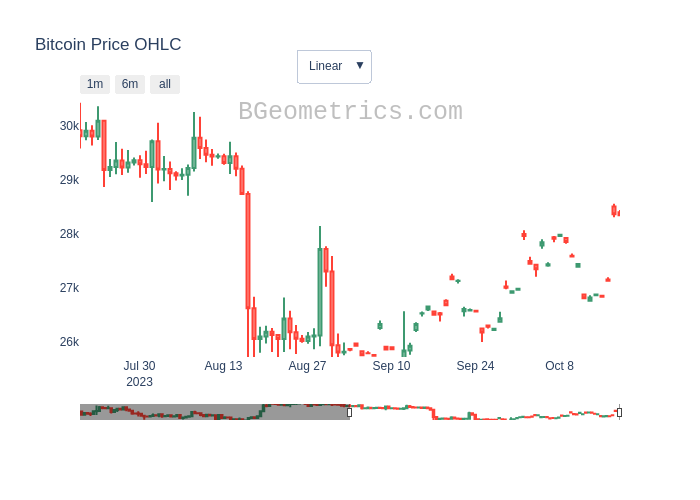 Bitcoin Price OHLC
Linear ▼
1m 6m all
BGeometrics.com
30k
29k
28k
27k
26k
Jul 30 Aug 13 Aug 27 Sep 10 Sep 24 Oct 8
2023